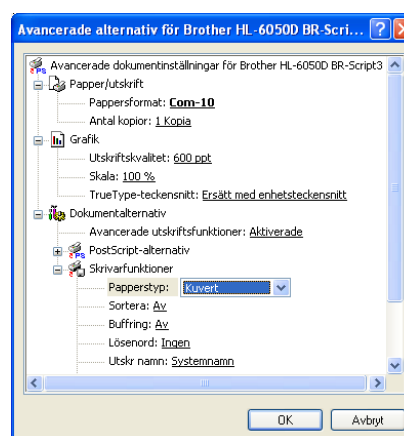 Avancerade alternativ för Brother HL-6050D BR-Scri...
Avancerade dokumentinställningar för Brother HL-6050D BR-Script3
Papper/utskrift
Pappersformat: Com-10
Antal kopior: 1 Kopia
Grafik
Utskriftskvalitet: 600 ppt
Skala: 100 %
TrueType-teckensnitt: Ersätt med enhetsteckensnitt
Dokumentalternativ
Avancerade utskriftsfunktioner: Aktiverade
PostScript-alternativ
Skrivarfunktioner
Papperstyp: Kuvert
Sortera: Av
Buffring: Av
Lösenord: Ingen
Utskr namn: Systemnamn
OK Avbryt